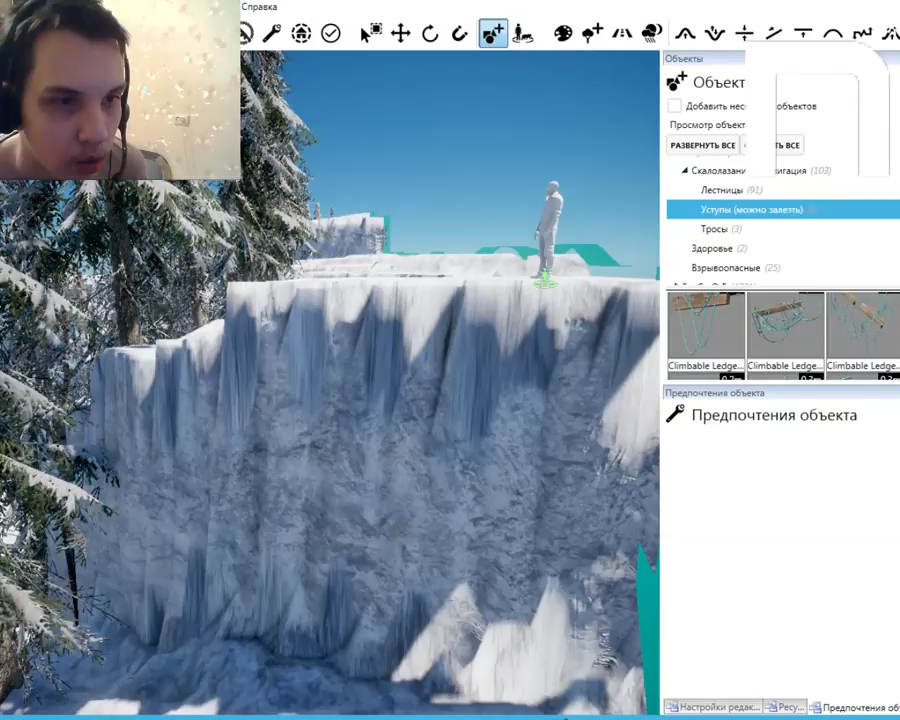 Справка
Объекты
Объект
Добавить нес объектов
Просмотр объект
РАЗВЕРНУТЬ ВСЕ ТЬ ВСЕ
Скалолазани игация (103)
Лестницы (91)
Уступы (можно залезть)
Тросы (3)
Здоровье (2)
Взрывоопасные (25)
Climbable Ledge... Climbable Ledge... Climbable Ledge...
Предпочтения объекта
Предпочтения объекта
Настройки редак... Ресу... Предпочтения об